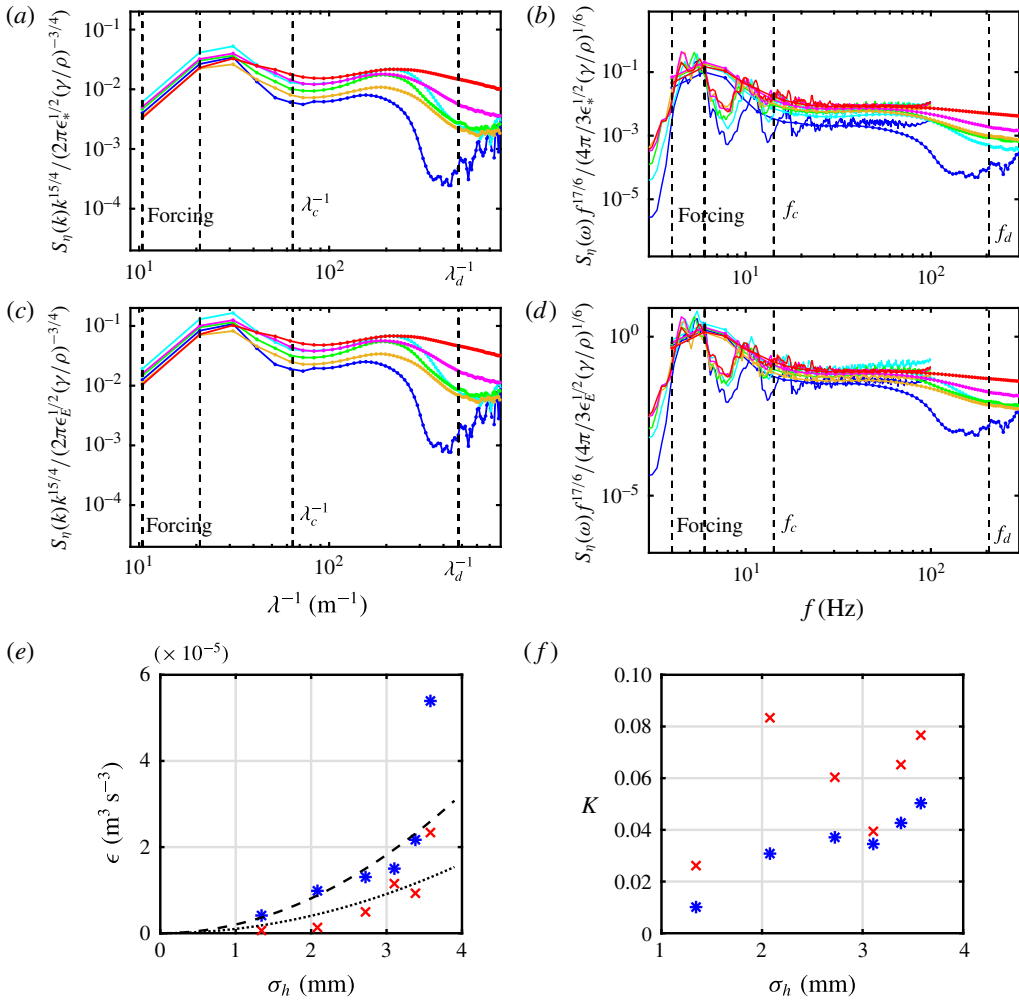 (a)
(b)
S_η(k)k^{15/4}/(2πϵ_*^{1/2}(γ/ρ)^{−3/4})
10^{−1}
10^{−2}
10^{−3}
10^{−4}
Forcing
λ_c^{−1}
10^1
10^2
λ_d^{−1}
S_η(ω)f^{17/6}/(4π/3ϵ_*^{1/2}(γ/ρ)^{1/6})
10^{−1}
10^{−3}
10^{−5}
Forcing
f_c
f_d
10^1
10^2
(c)
(d)
S_η(k)k^{15/4}/(2πϵ_E^{1/2}(γ/ρ)^{−3/4})
10^{−1}
10^{−2}
10^{−3}
10^{−4}
Forcing
λ_c^{−1}
10^1
10^2
λ_d^{−1}
λ^{−1} (m^{−1})
S_η(ω)f^{17/6}/(4π/3ϵ_E^{1/2}(γ/ρ)^{1/6})
10^0
10^{−5}
Forcing
f_c
f_d
10^1
10^2
f (Hz)
(e)
(× 10^{−5})
6
4
2
0
ϵ (m^3 s^{−3})
0 1 2 3 4
σ_h (mm)
(f)
0.10
0.08
0.06
0.04
0.02
0.00
K
1 2 3 4
σ_h (mm)